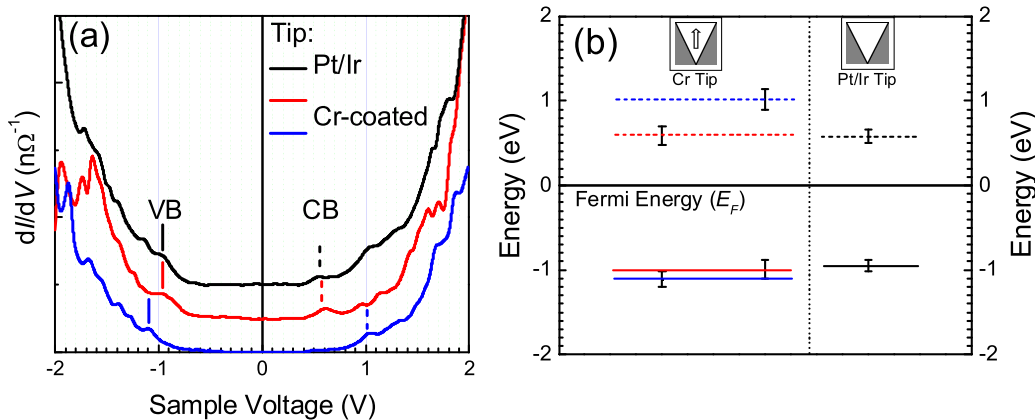 (a)
Tip:
Pt/Ir
Cr-coated
VB
CB
dI/dV (nΩ⁻¹)
-2
-1
0
1
2
Sample Voltage (V)
(b)
Cr Tip
Pt/Ir Tip
2
1
0
-1
-2
Energy (eV)
Fermi Energy (E_F)
2
1
0
-1
-2
Energy (eV)